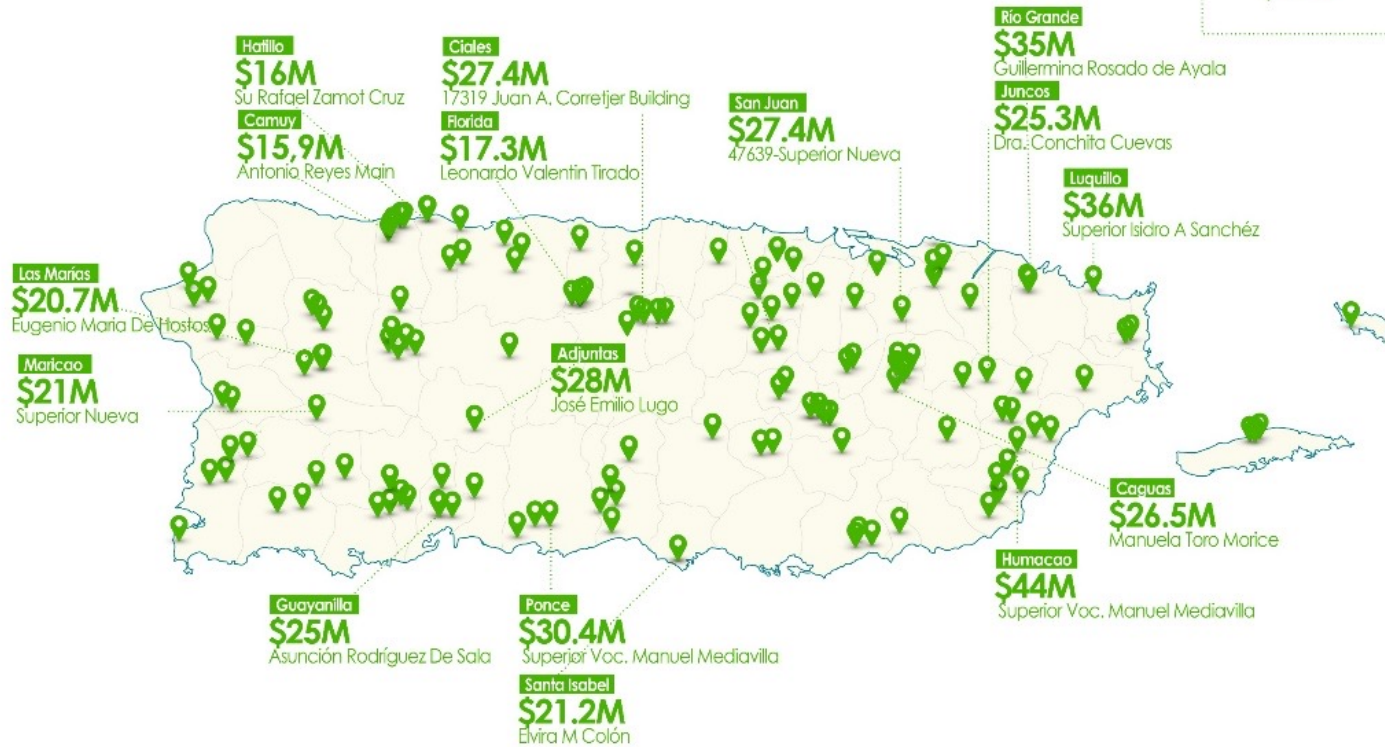 Hatillo
$16M
Su Rafael Zamot Cruz
Camuy
$15,9M
Antonio Reyes Main
Ciales
$27.4M
17319 Juan A. Corretjer Building
Florida
$17.3M
Leonardo Valentin Tirado
San Juan
$27.4M
47639-Superior Nueva
Río Grande
$35M
Guillermina Rosado de Ayala
Juncos
$25.3M
Dra. Conchita Cuevas
Luquillo
$36M
Superior Isidro A Sanchéz
Las Marías
$20.7M
Eugenio Maria De Hostos
Maricao
$21M
Superior Nueva
Adjuntas
$28M
José Emilio Lugo
Caguas
$26.5M
Manuela Toro Morice
Humacao
$44M
Superior Voc. Manuel Mediavilla
Guayanilla
$25M
Asunción Rodríguez De Sala
Ponce
$30.4M
Superior Voc. Manuel Mediavilla
Santa Isabel
$21.2M
Elvira M Colón